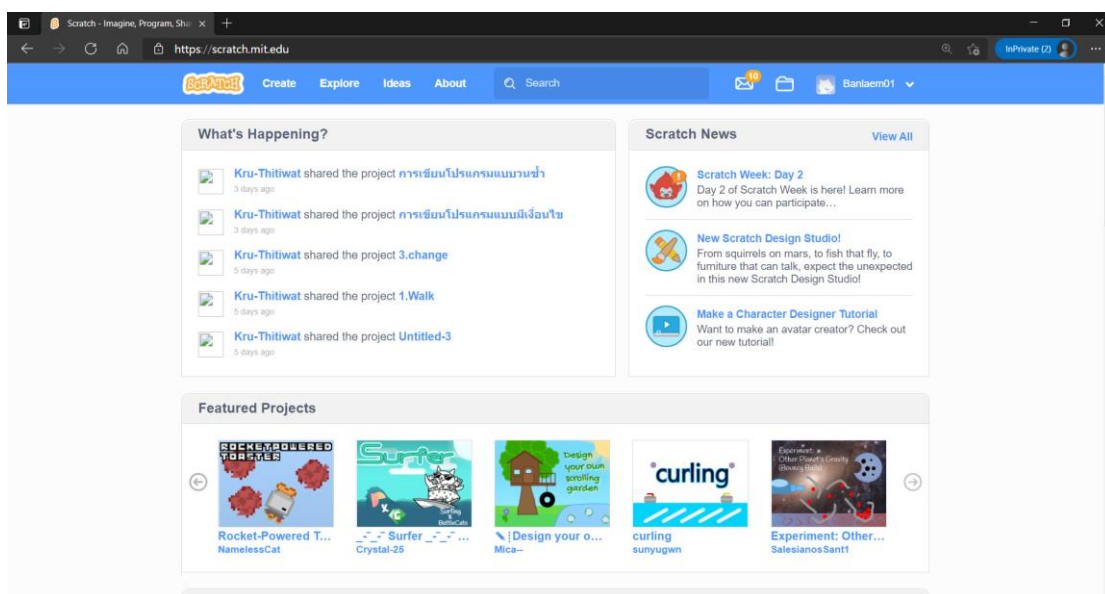 Scratch - Imagine, Program, Sha
https://scratch.mit.edu
InPrivate (2)
SCRATCH Create Explore Ideas About Search 10 Banlaem01
What's Happening?
Kru-Thitiwat shared the project การเขียนโปรแกรมแบบวนซ้ำ
3 days ago
Kru-Thitiwat shared the project การเขียนโปรแกรมแบบมีเงื่อนไข
3 days ago
Kru-Thitiwat shared the project 3.change
5 days ago
Kru-Thitiwat shared the project 1.Walk
5 days ago
Kru-Thitiwat shared the project Untitled-3
5 days ago
Scratch News View All
Scratch Week: Day 2
Day 2 of Scratch Week is here! Learn more
on how you can participate…
New Scratch Design Studio!
From squirrels on mars, to fish that fly, to
furniture that can talk, expect the unexpected
in this new Scratch Design Studio!
Make a Character Designer Tutorial
Want to make an avatar creator? Check out
our new tutorial!
Featured Projects
ROCKETPOWERED
TOASTER
Rocket-Powered T...
NamelessCat
Surfer
Surfing
x
BattleCats
_-‾_-‾ Surfer _-‾_-‾ ...
Crystal-25
Design
your own
scrolling
garden
Design your o...
Mica--
curling
curling
sunyugwn
Experiment:
Other Planet's Gravity
(Bouncy Balls)
Experiment: Other...
SalesianosSant1